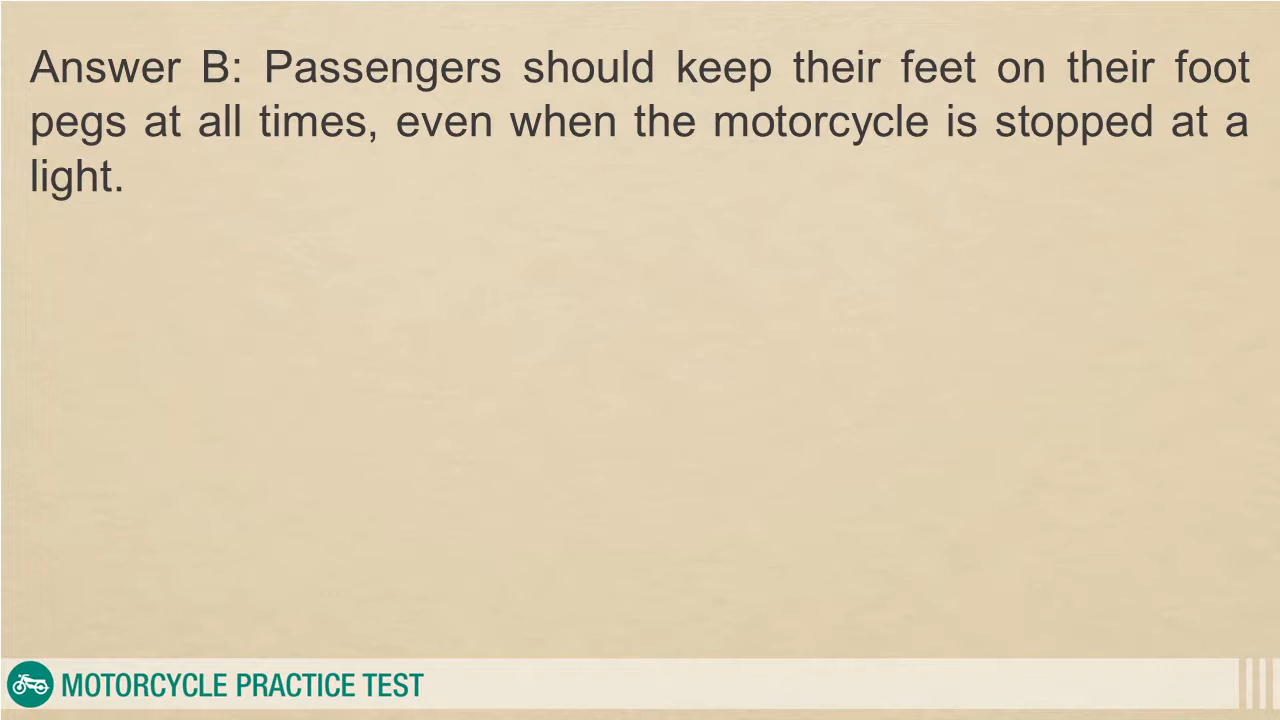 Answer B: Passengers should keep their feet on their foot
pegs at all times, even when the motorcycle is stopped at a
light.
MOTORCYCLE PRACTICE TEST